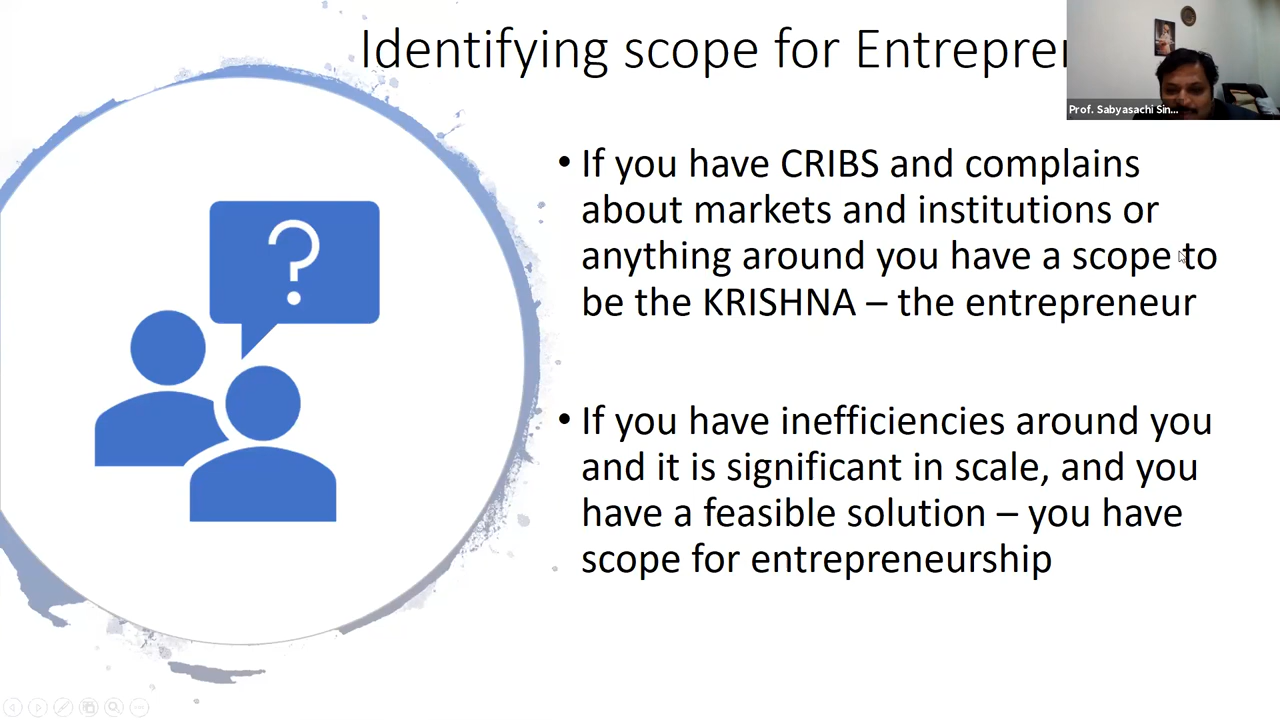 Identifying scope for Entrepre
Prof. Sabyasachi Sin...
• If you have CRIBS and complains
about markets and institutions or
anything around you have a scope to
be the KRISHNA – the entrepreneur
• If you have inefficiencies around you
and it is significant in scale, and you
have a feasible solution – you have
scope for entrepreneurship
?